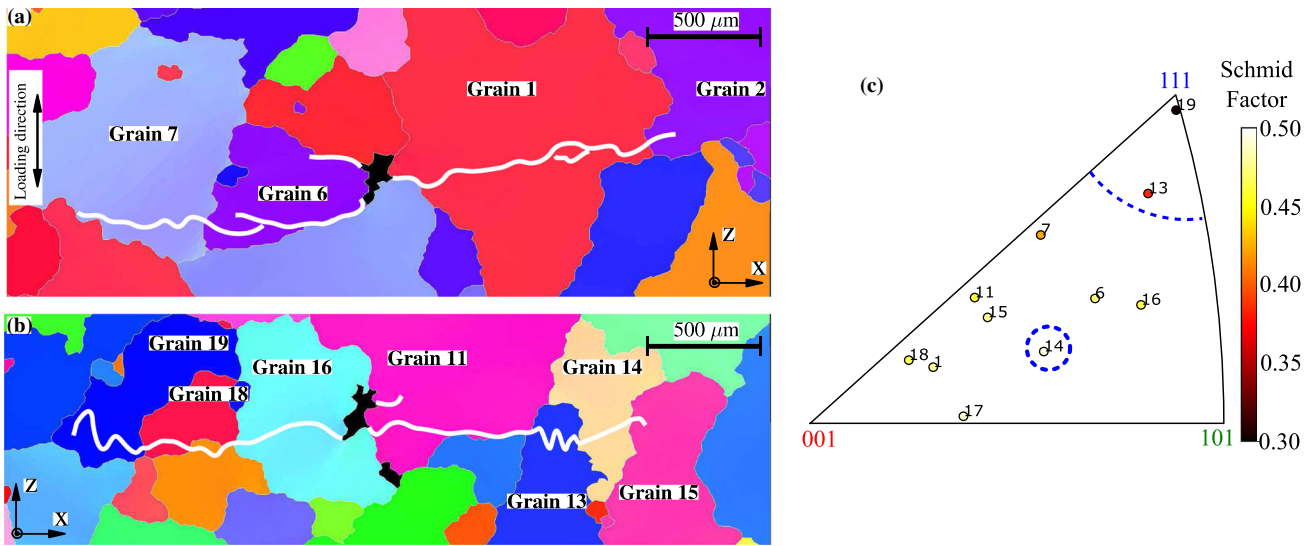 (a)
500 μm
Grain 1
Grain 2
Loading direction
Grain 7
Grain 6
Z
X
(b)
500 μm
Grain 19
Grain 11
Grain 16
Grain 14
Grain 18
Grain 13
Grain 15
Z
X
(c)
111
Schmid
Factor
19
13
7
11
15
6
16
14
18
1
17
001
101
0.50
0.45
0.40
0.35
0.30